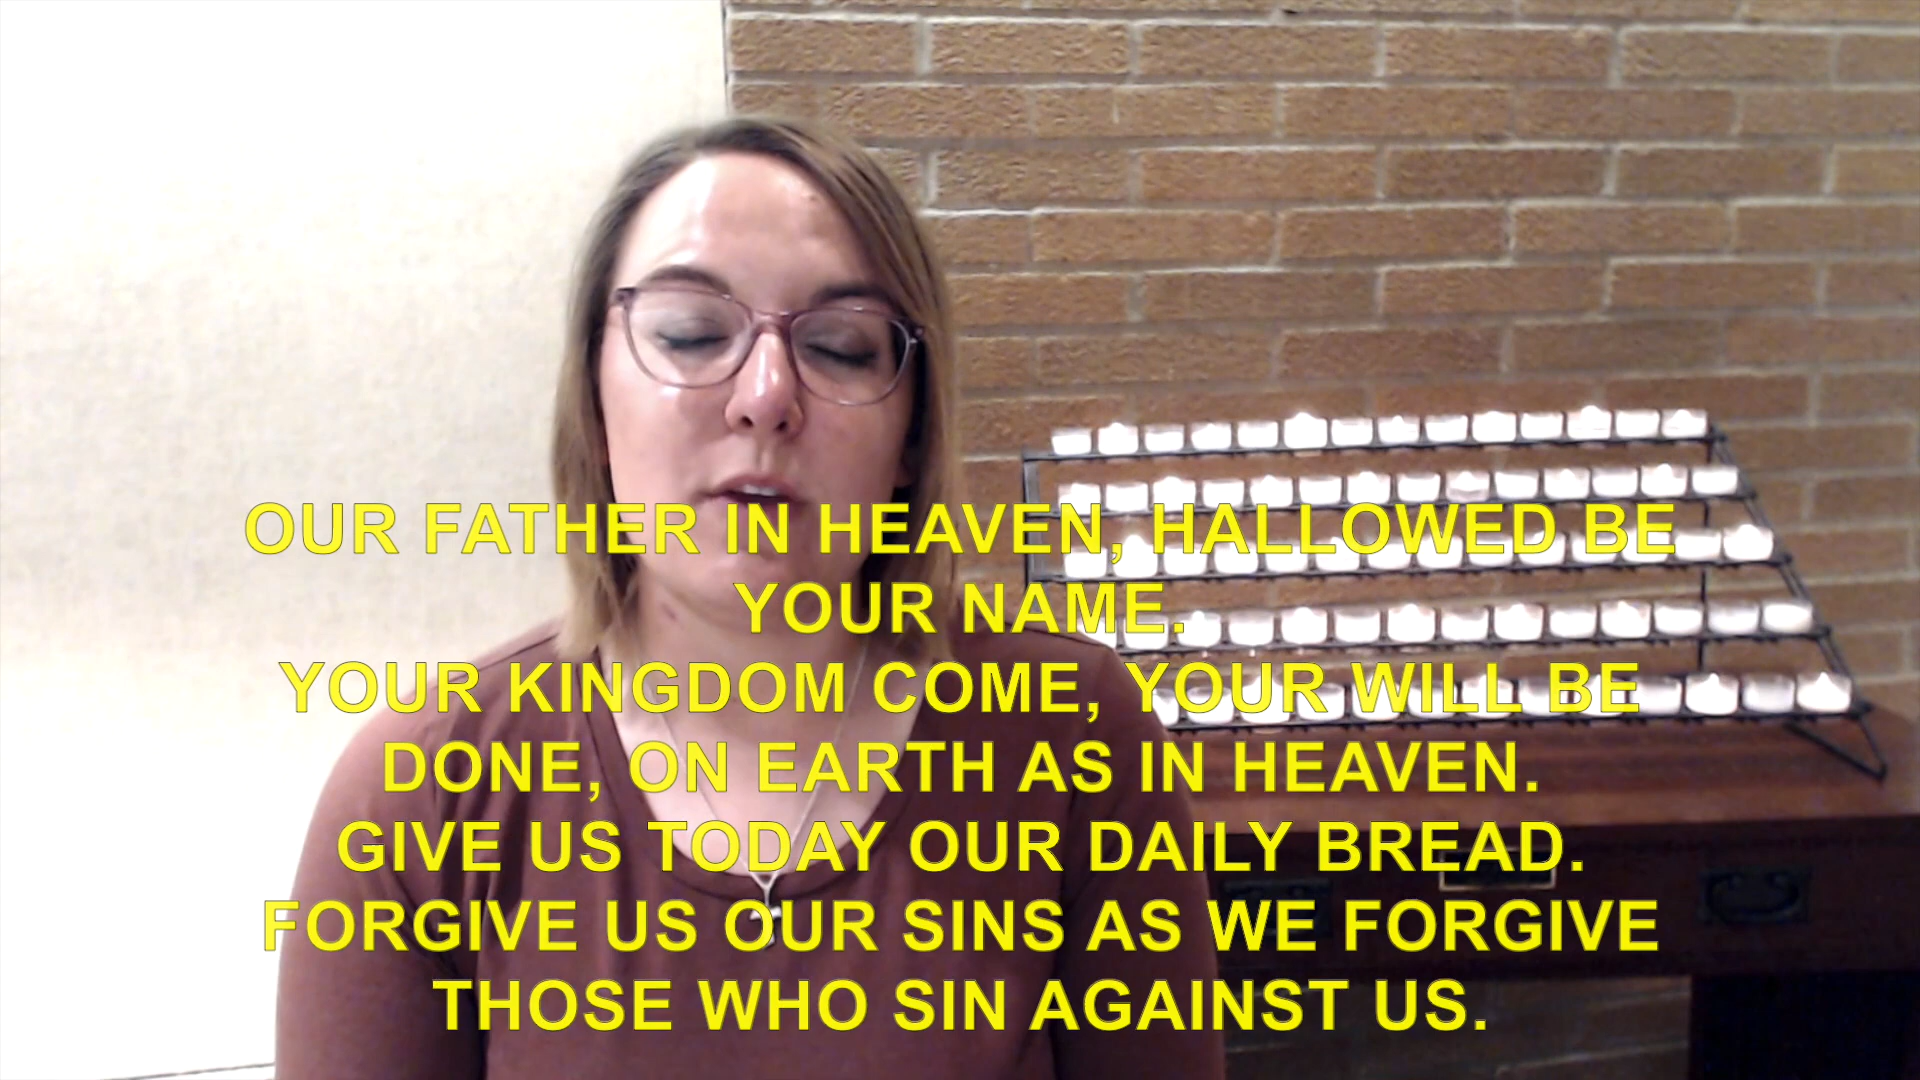 OUR FATHER IN HEAVEN, HALLOWED BE
YOUR NAME.
YOUR KINGDOM COME, YOUR WILL BE
DONE, ON EARTH AS IN HEAVEN.
GIVE US TODAY OUR DAILY BREAD.
FORGIVE US OUR SINS AS WE FORGIVE
THOSE WHO SIN AGAINST US.